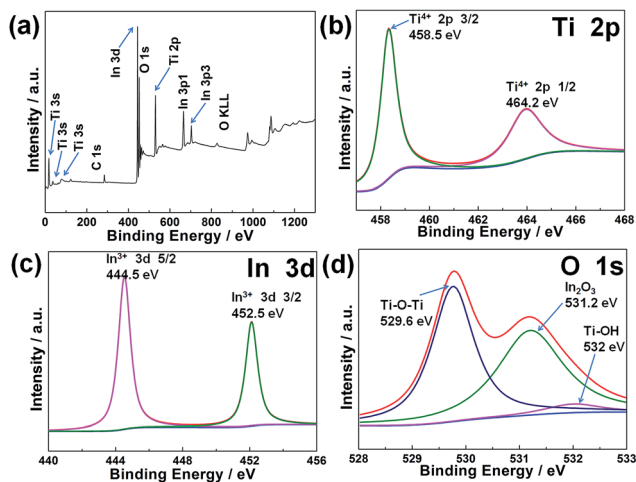 (a)
In 3d
O 1s
Ti 2p
In 3p1
In 3p3
O KLL
Ti 3s
Ti 3s
Ti 3s
C 1s
Intensity / a.u.
0 200 400 600 800 1000 1200
Binding Energy / eV
(b)
Ti 2p
Ti⁴⁺ 2p 3/2
458.5 eV
Ti⁴⁺ 2p 1/2
464.2 eV
Intensity / a.u.
458 460 462 464 466 468
Binding Energy / eV
(c)
In 3d
In³⁺ 3d 5/2
444.5 eV
In³⁺ 3d 3/2
452.5 eV
Intensity / a.u.
440 444 448 452 456
Binding Energy / eV
(d)
O 1s
Ti-O-Ti
529.6 eV
In₂O₃
531.2 eV
Ti-OH
532 eV
Intensity / a.u.
528 529 530 531 532 533
Binding Energy / eV